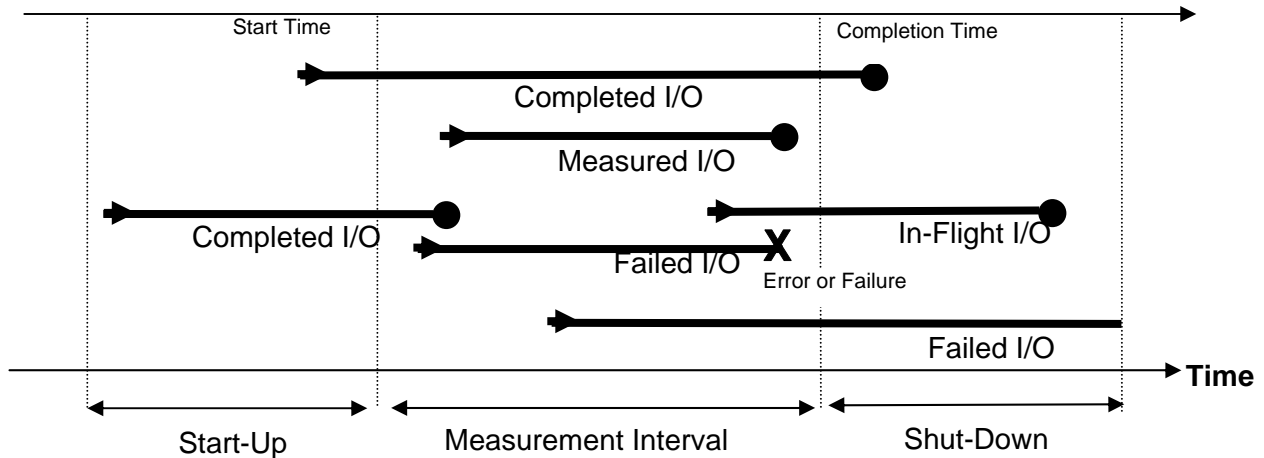 Start Time
Completion Time
Completed I/O
Measured I/O
Completed I/O
In-Flight I/O
Failed I/O
X
Error or Failure
Failed I/O
Time
Start-Up
Measurement Interval
Shut-Down